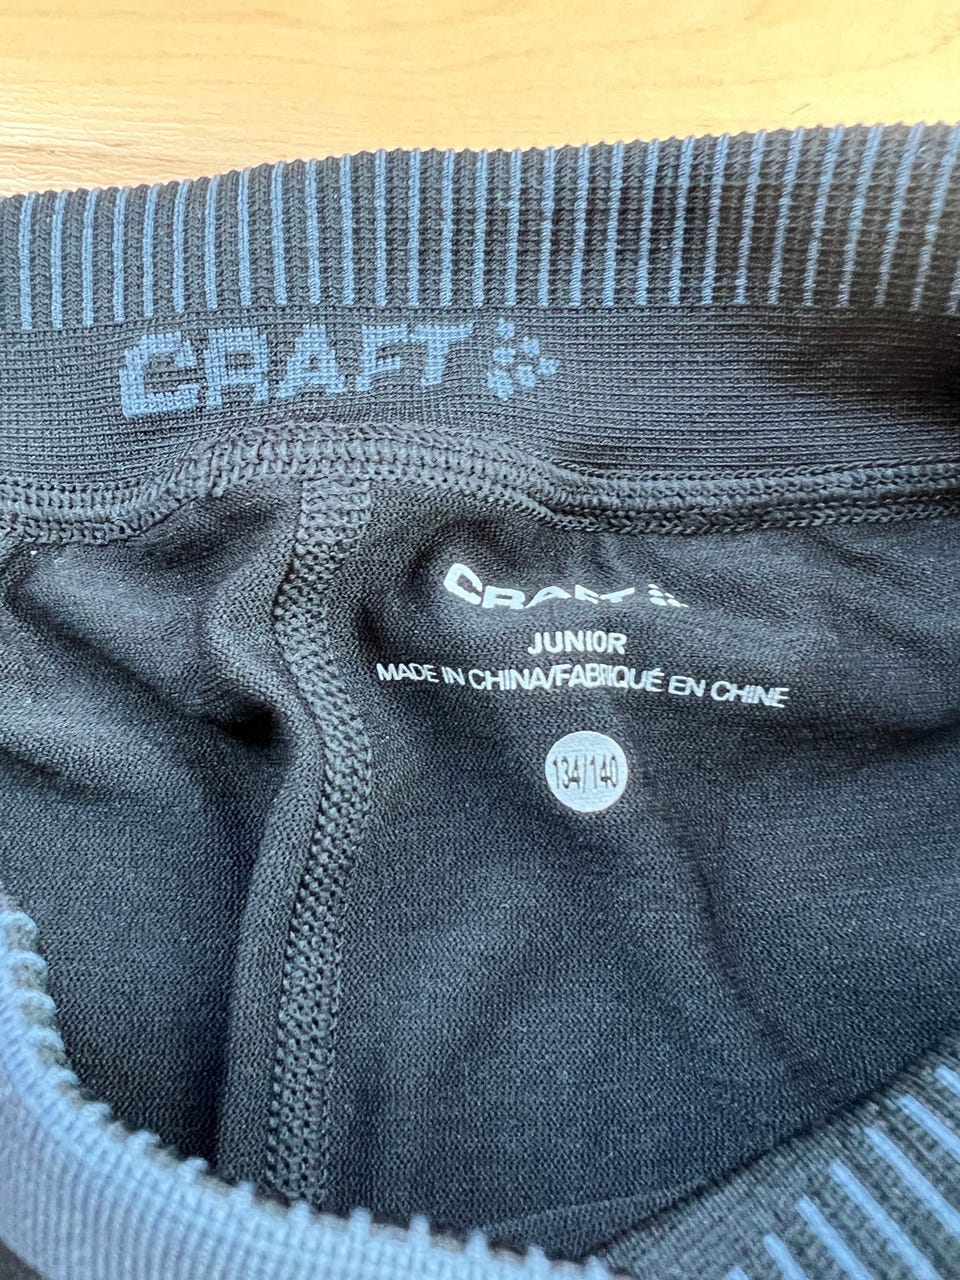 CRAFT
CRAFT
JUNIOR
MADE IN CHINA/FABRIQUÉ EN CHINE
134/140